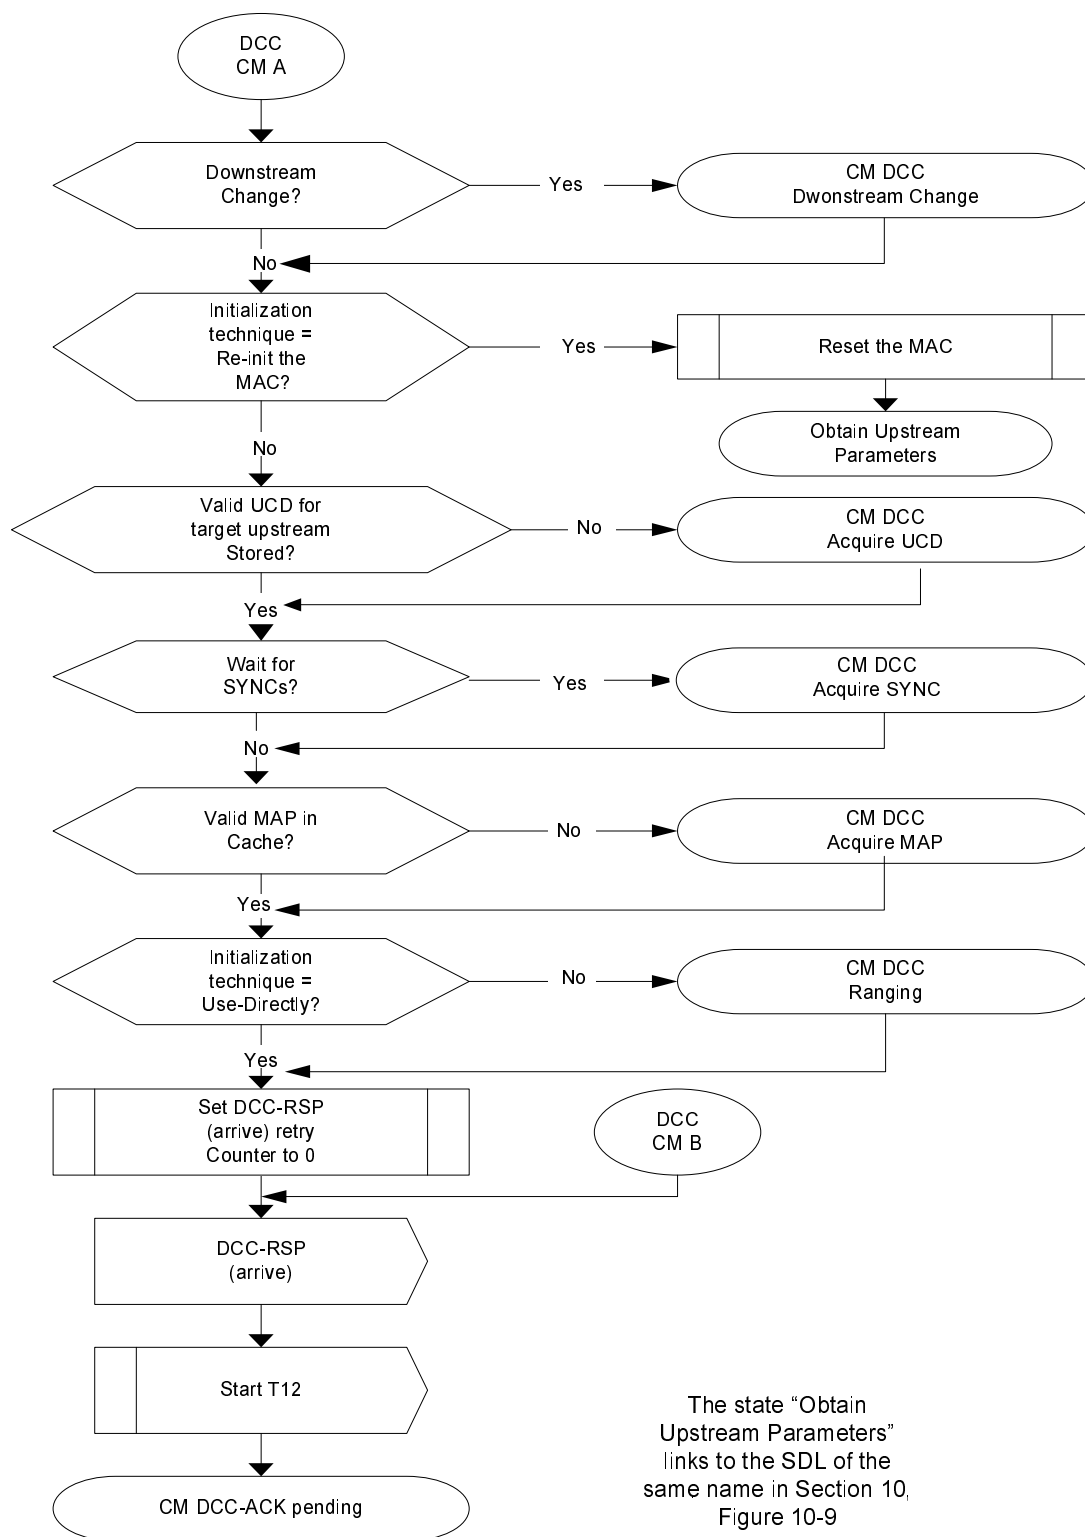 DCC
CM A
Downstream
Change?
Yes
CM DCC
Dwonstream Change
No
Initialization
technique =
Re-init the
MAC?
Yes
Reset the MAC
No
Obtain Upstream
Parameters
Valid UCD for
target upstream
Stored?
No
CM DCC
Acquire UCD
Yes
Wait for
SYNCs?
Yes
CM DCC
Acquire SYNC
No
Valid MAP in
Cache?
No
CM DCC
Acquire MAP
Yes
Initialization
technique =
Use-Directly?
No
CM DCC
Ranging
Yes
Set DCC-RSP
(arrive) retry
Counter to 0
DCC
CM B
DCC-RSP
(arrive)
Start T12
CM DCC-ACK pending
The state “Obtain
Upstream Parameters”
links to the SDL of the
same name in Section 10,
Figure 10-9